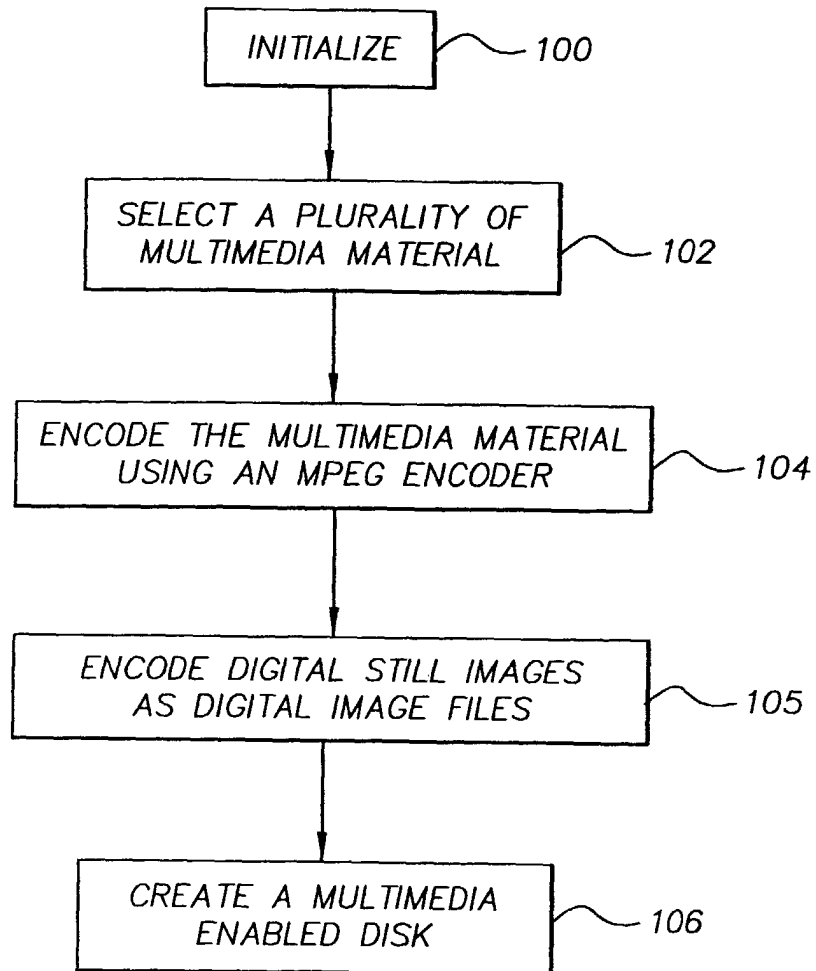 INITIALIZE
100
SELECT A PLURALITY OF
MULTIMEDIA MATERIAL
102
ENCODE THE MULTIMEDIA MATERIAL
USING AN MPEG ENCODER
104
ENCODE DIGITAL STILL IMAGES
AS DIGITAL IMAGE FILES
105
CREATE A MULTIMEDIA
ENABLED DISK
106